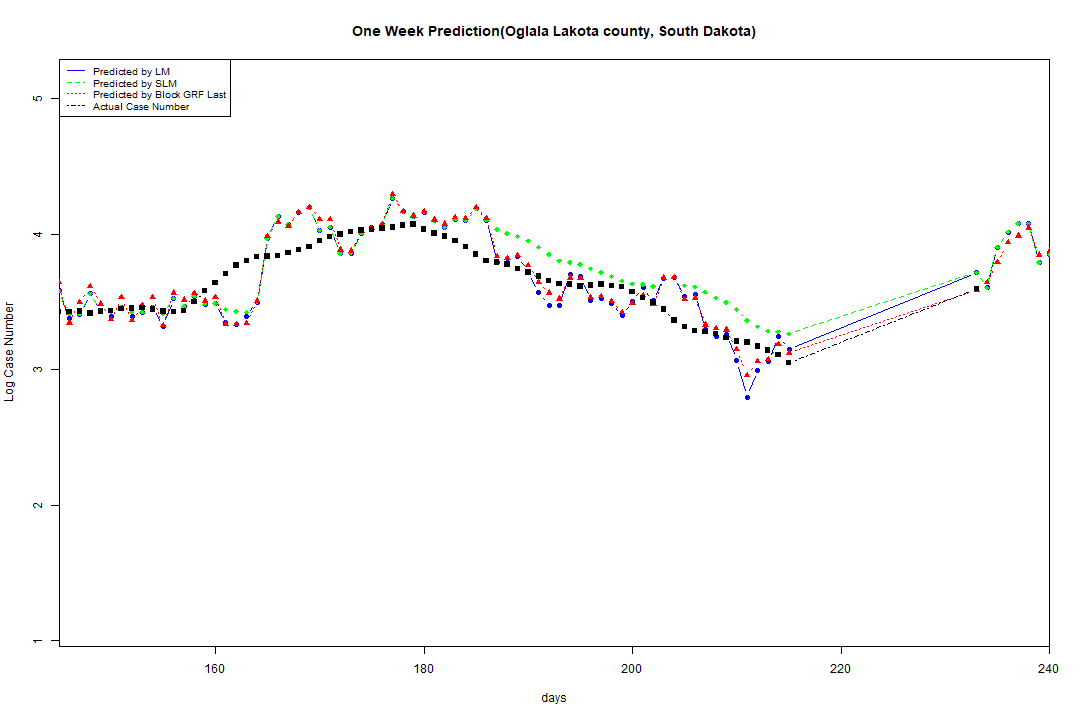 One Week Prediction(Oglala Lakota county, South Dakota)
Predicted by LM
Predicted by SLM
Predicted by Block GRF Last
Actual Case Number
5
4
3
2
1
Log Case Number
160
180
200
220
240
days